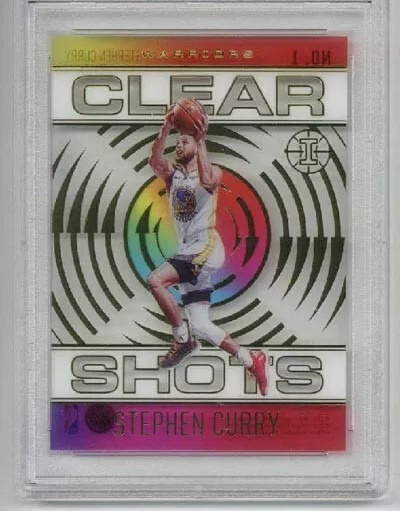 STEPHEN CURRY
WARRIORS
NO. 1
CLEAR
I
SHOTS
STEPHEN CURRY